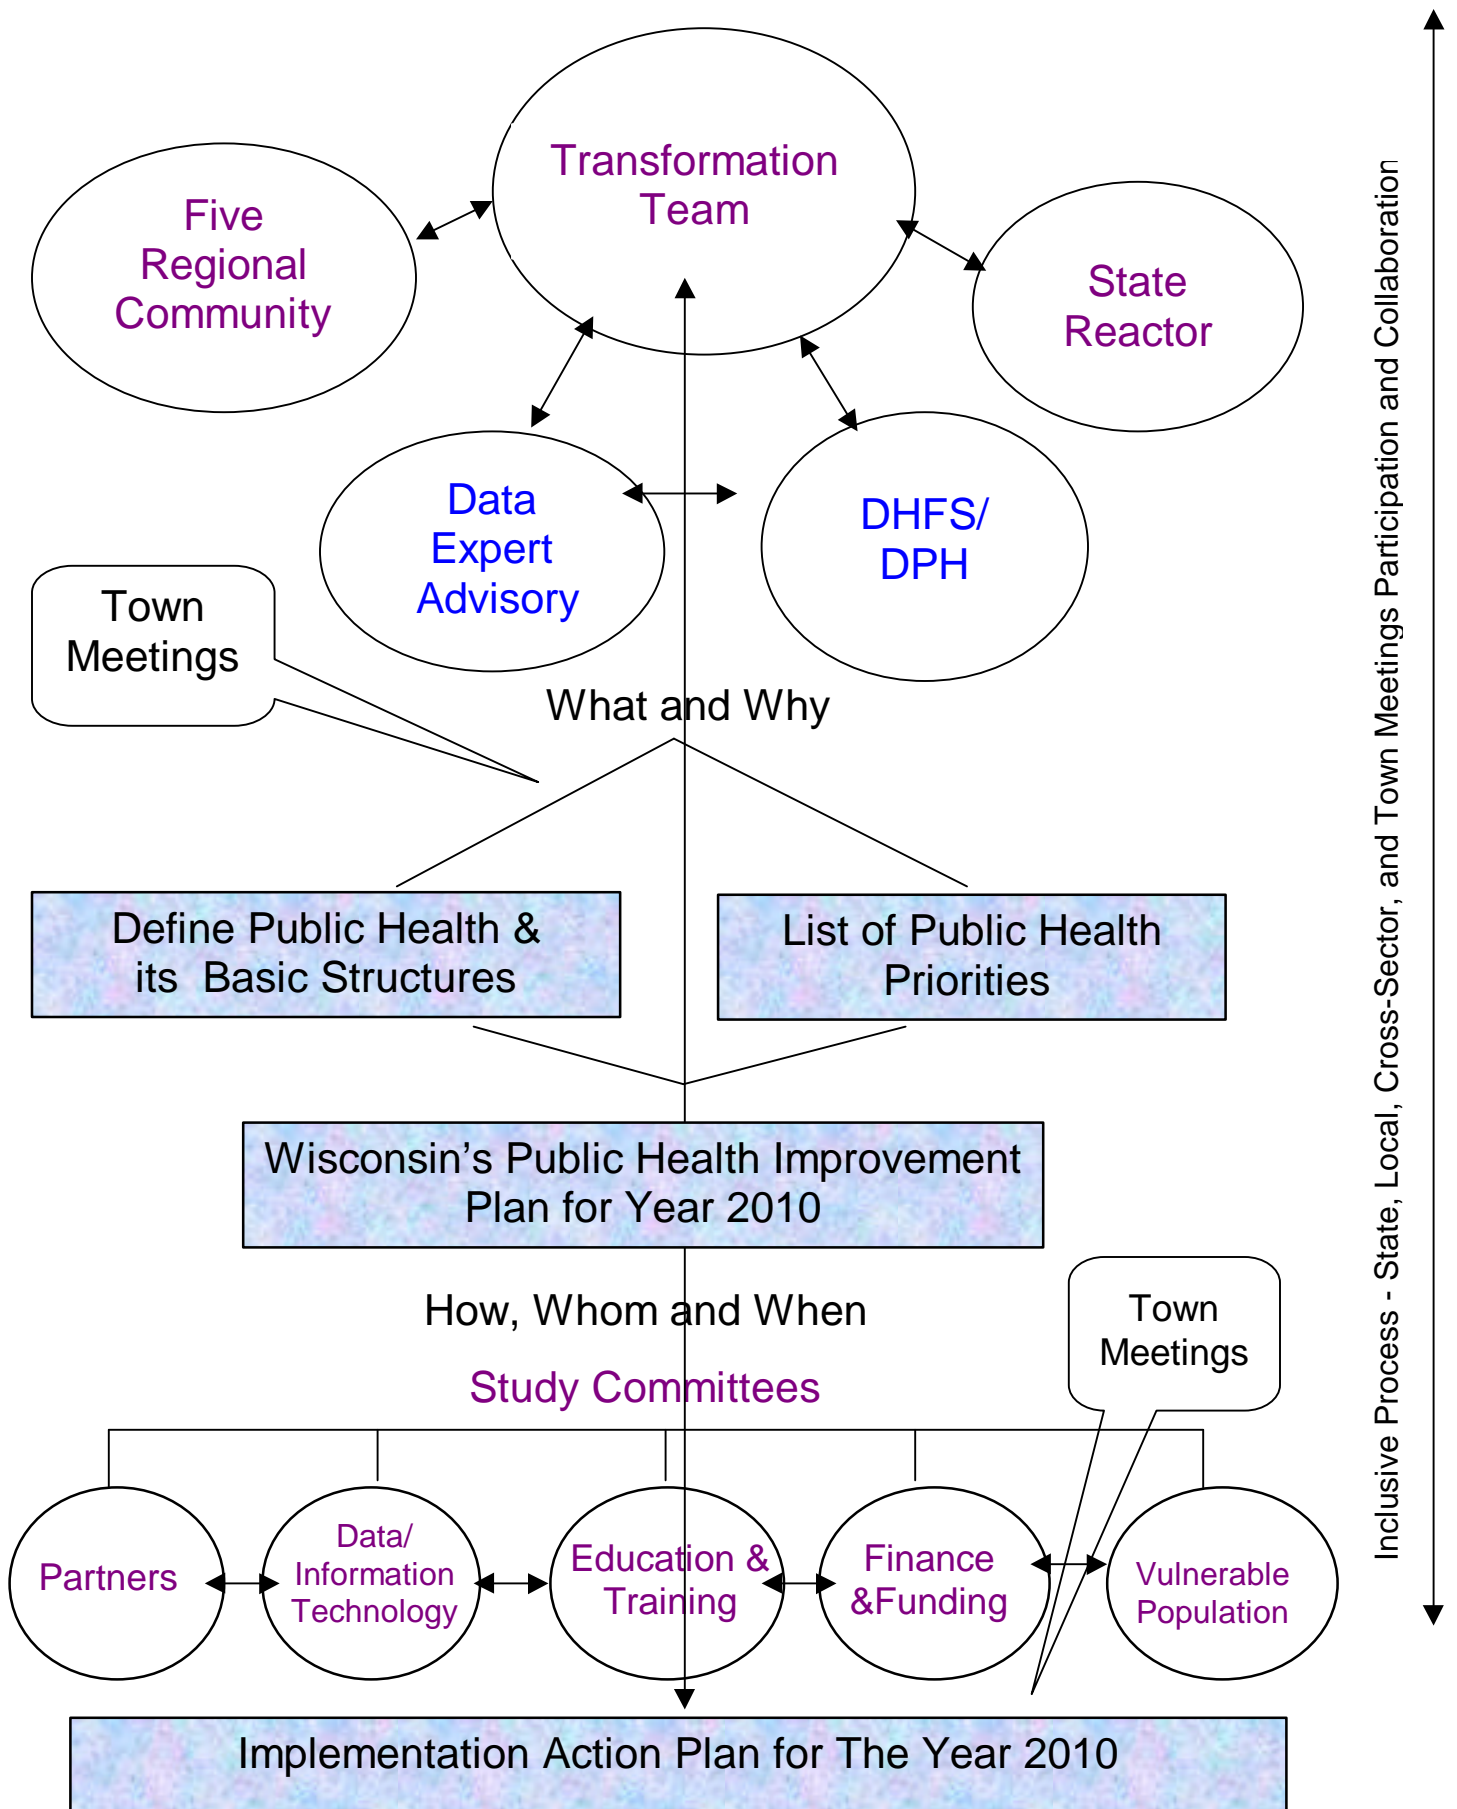 Transformation
Team
Five
Regional
Community
State
Reactor
Data
Expert
Advisory
DHFS/
DPH
Town
Meetings
What and Why
Define Public Health &
its  Basic Structures
List of Public Health
Priorities
Wisconsin's Public Health Improvement
Plan for Year 2010
How, Whom and When
Town
Meetings
Study Committees
Partners
Data/
Information
Technology
Education &
Training
Finance
&Funding
Vulnerable
Population
Implementation Action Plan for The Year 2010
Inclusive Process - State, Local, Cross-Sector, and Town Meetings Participation and Collaboration